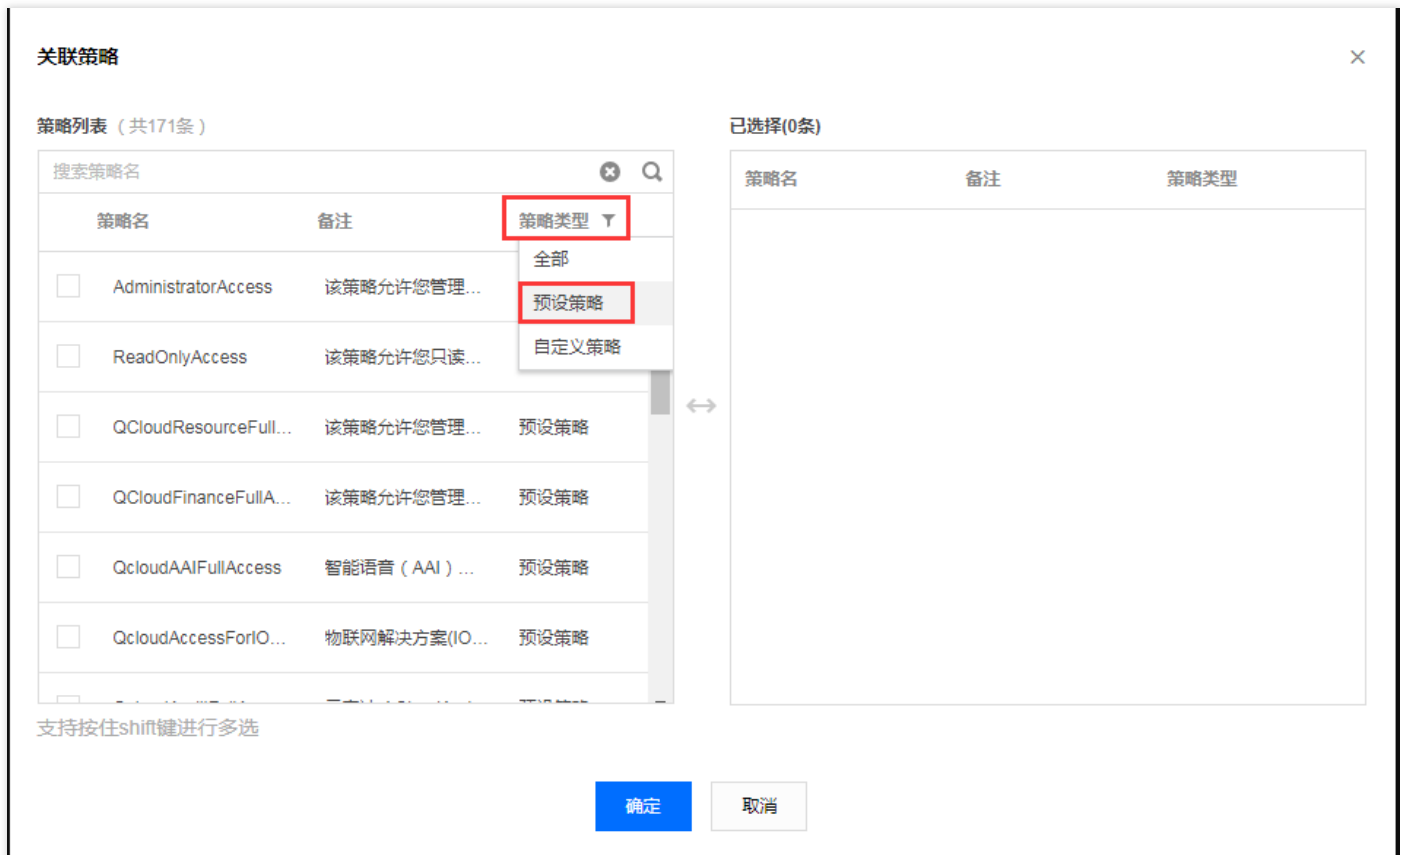 关联策略
策略列表（共171条）
搜索策略名
策略名 备注 策略类型
全部
AdministratorAccess 该策略允许您管理...
预设策略
自定义策略
ReadOnlyAccess 该策略允许您只读...
QCloudResourceFull... 该策略允许您管理... 预设策略
QCloudFinanceFullA... 该策略允许您管理... 预设策略
QcloudAAIFullAccess 智能语音（AAI）... 预设策略
QcloudAccessForIO... 物联网解决方案(IO... 预设策略
支持按住shift键进行多选
已选择(0条)
策略名 备注 策略类型
确定 取消